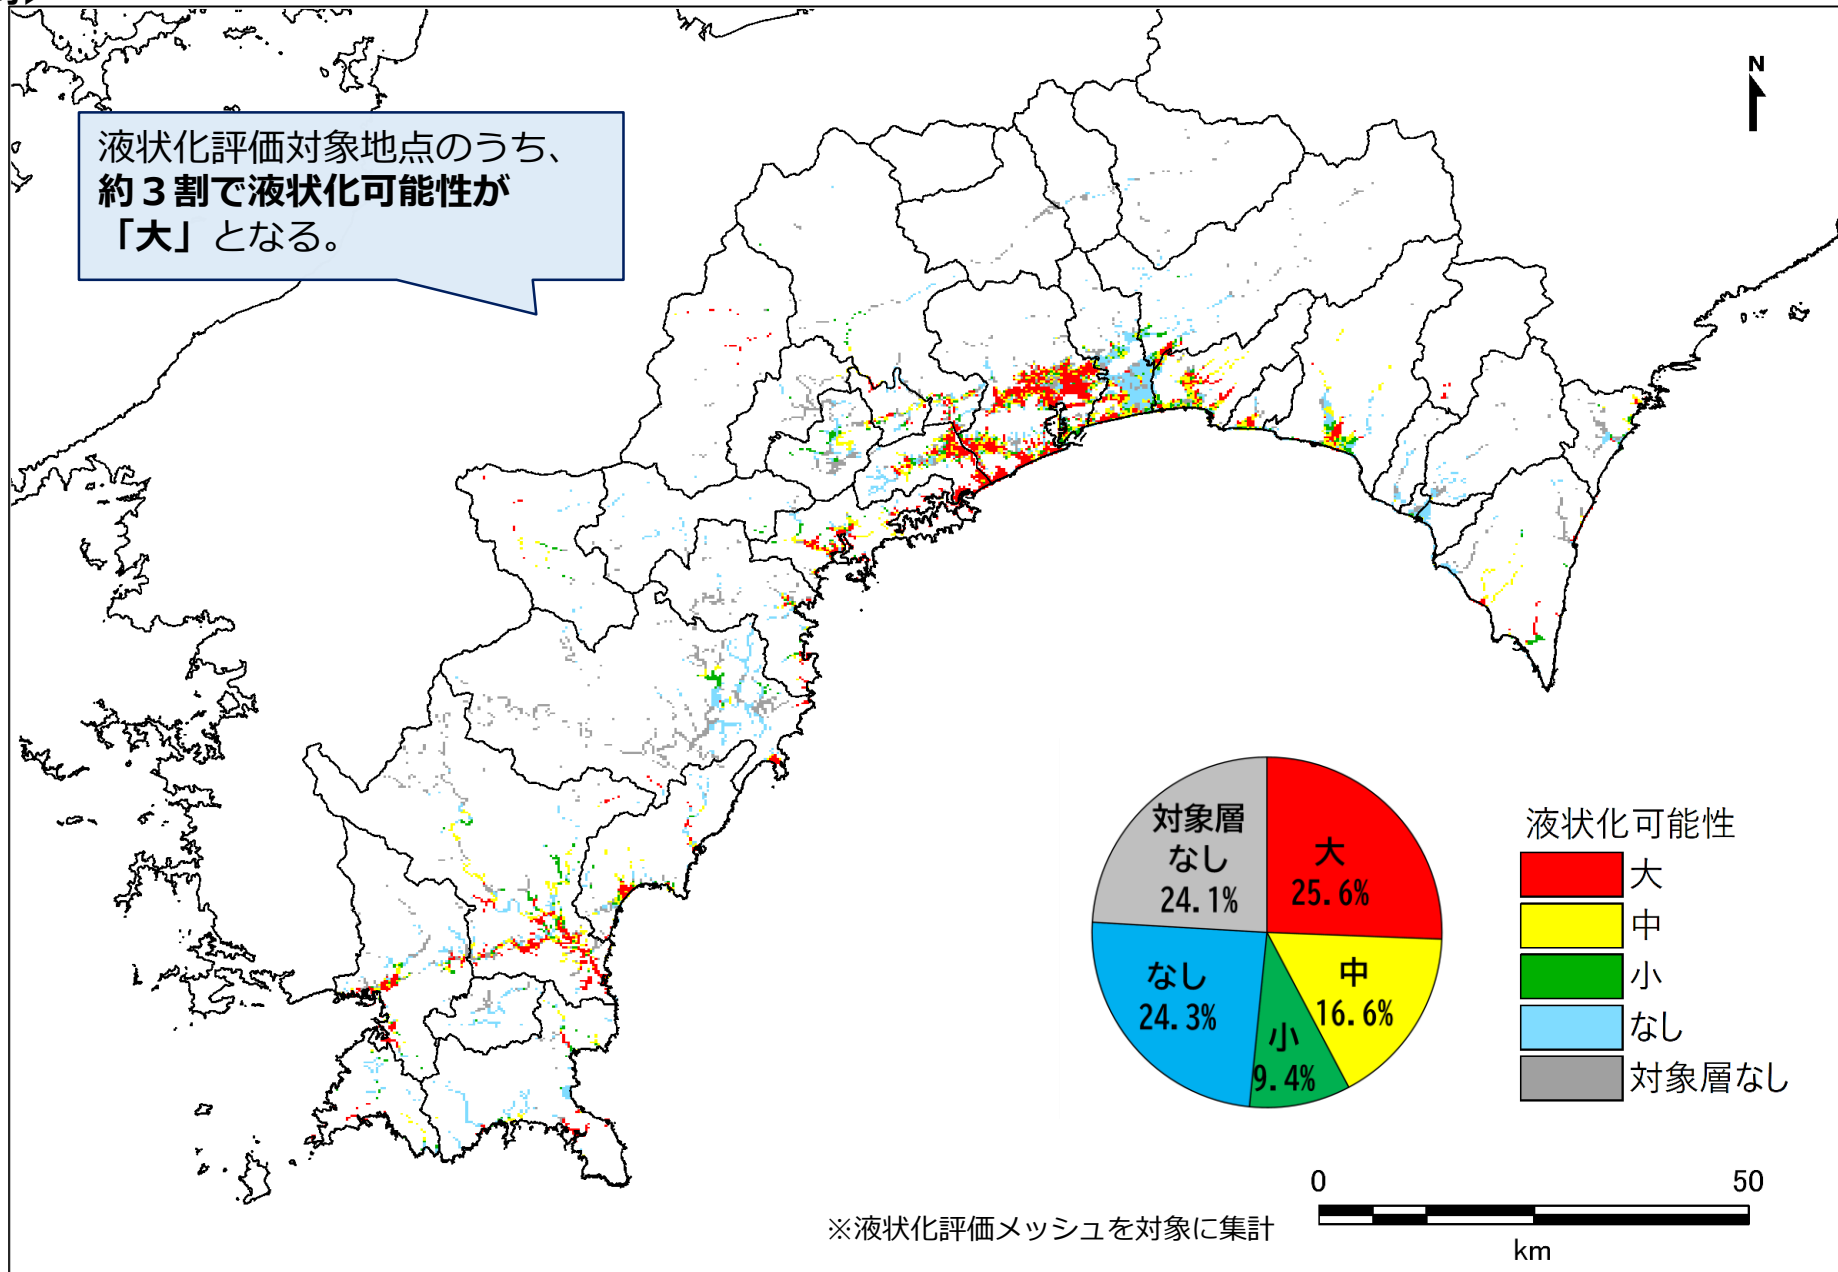 液状化評価対象地点のうち、
約３割で液状化可能性が
「大」となる。
N
対象層
なし
24.1%
大
25.6%
なし
24.3%
中
16.6%
小
9.4%
液状化可能性
大
中
小
なし
対象層なし
0 50
km
※液状化評価メッシュを対象に集計